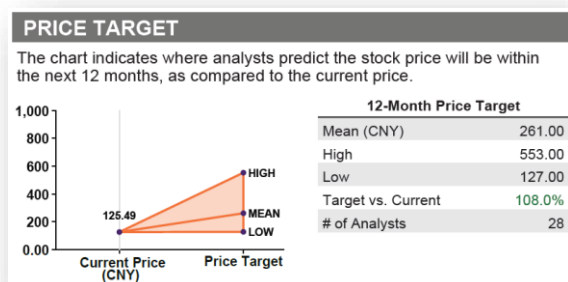 PRICE TARGET
The chart indicates where analysts predict the stock price will be within
the next 12 months, as compared to the current price.
1,000
800
600
400
200
0.00
125.49
HIGH
MEAN
LOW
Current Price
(CNY)
Price Target
12-Month Price Target
Mean (CNY) 261.00
High 553.00
Low 127.00
Target vs. Current 108.0%
# of Analysts 28